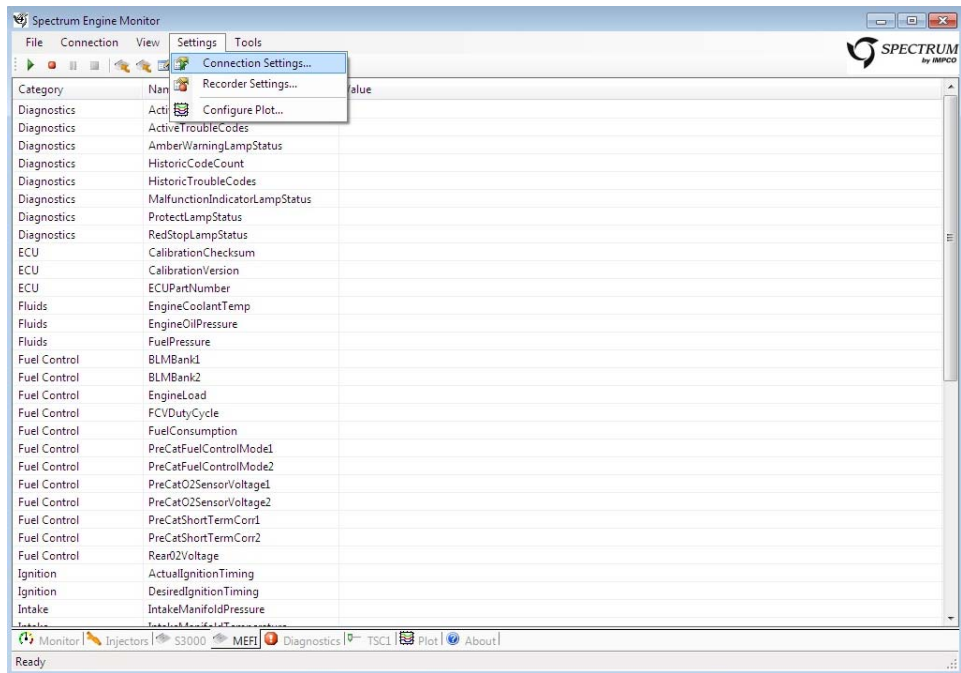 Spectrum Engine Monitor
File Connection View Settings Tools
SPECTRUM
by IMPCO
Connection Settings...
Recorder Settings...
Configure Plot...
Category Nam Value
Diagnostics Acti
Diagnostics ActiveTroubleCodes
Diagnostics AmberWarningLampStatus
Diagnostics HistoricCodeCount
Diagnostics HistoricTroubleCodes
Diagnostics MalfunctionIndicatorLampStatus
Diagnostics ProtectLampStatus
Diagnostics RedStopLampStatus
ECU CalibrationChecksum
ECU CalibrationVersion
ECU ECUPartNumber
Fluids EngineCoolantTemp
Fluids EngineOilPressure
Fluids FuelPressure
Fuel Control BLMBank1
Fuel Control BLMBank2
Fuel Control EngineLoad
Fuel Control FCVDutyCycle
Fuel Control FuelConsumption
Fuel Control PreCatFuelControlMode1
Fuel Control PreCatFuelControlMode2
Fuel Control PreCatO2SensorVoltage1
Fuel Control PreCatO2SensorVoltage2
Fuel Control PreCatShortTermCorr1
Fuel Control PreCatShortTermCorr2
Fuel Control Rear02Voltage
Ignition ActualIgnitionTiming
Ignition DesiredIgnitionTiming
Intake IntakeManifoldPressure
Intake IntakeManifoldTemperature
Monitor Injectors S3000 MEFI Diagnostics TSC1 Plot About
Ready